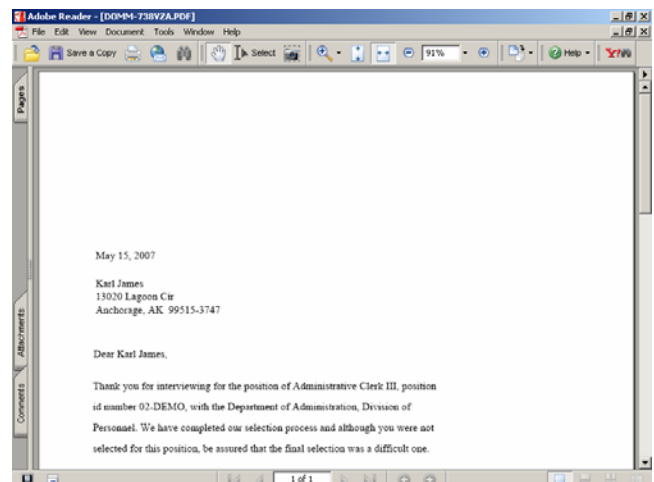 Adobe Reader - [DOMM-738VZA.PDF]
File Edit View Document Tools Window Help
Save a Copy Select 91% Help Y!
Pages
May 15, 2007
Karl James
13020 Lagoon Cir
Anchorage, AK 99515-3747
Attachments
Dear Karl James,
Comments
Thank you for interviewing for the position of Administrative Clerk III, position
id number 02-DEMO, with the Department of Administration, Division of
Personnel. We have completed our selection process and although you were not
selected for this position, be assured that the final selection was a difficult one.
1 of 1